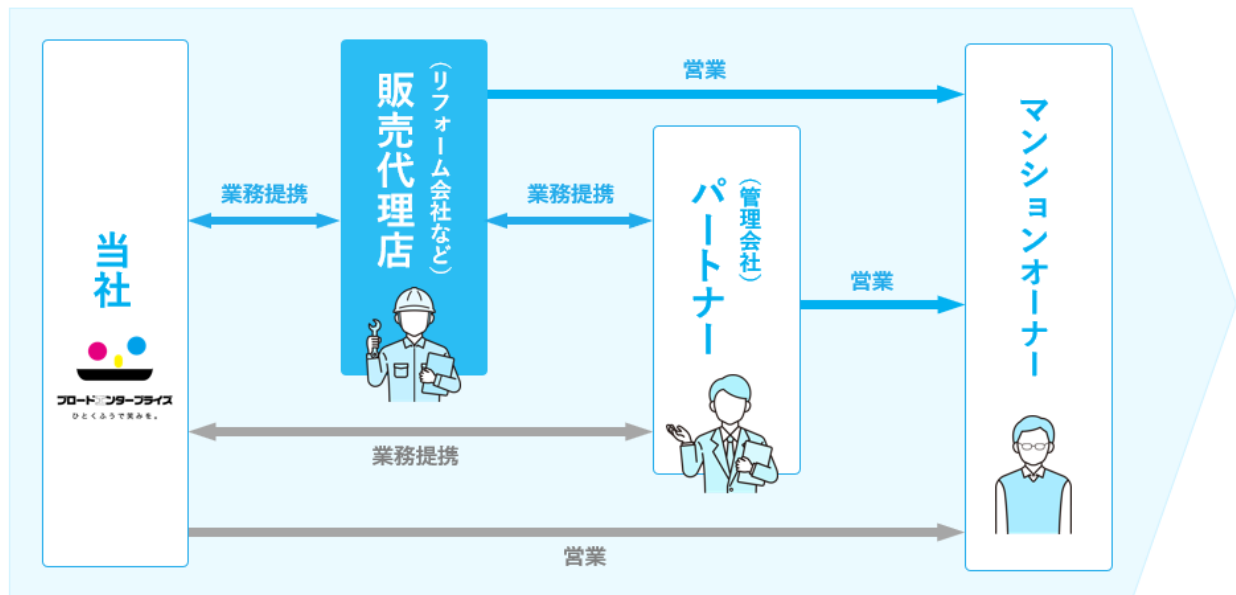 当社
ブロードエンタープライズ
ひとくふうで笑みを。
業務提携
販売代理店
（リフォーム会社など）
業務提携
営業
パートナー
（管理会社）
営業
マンションオーナー
業務提携
営業